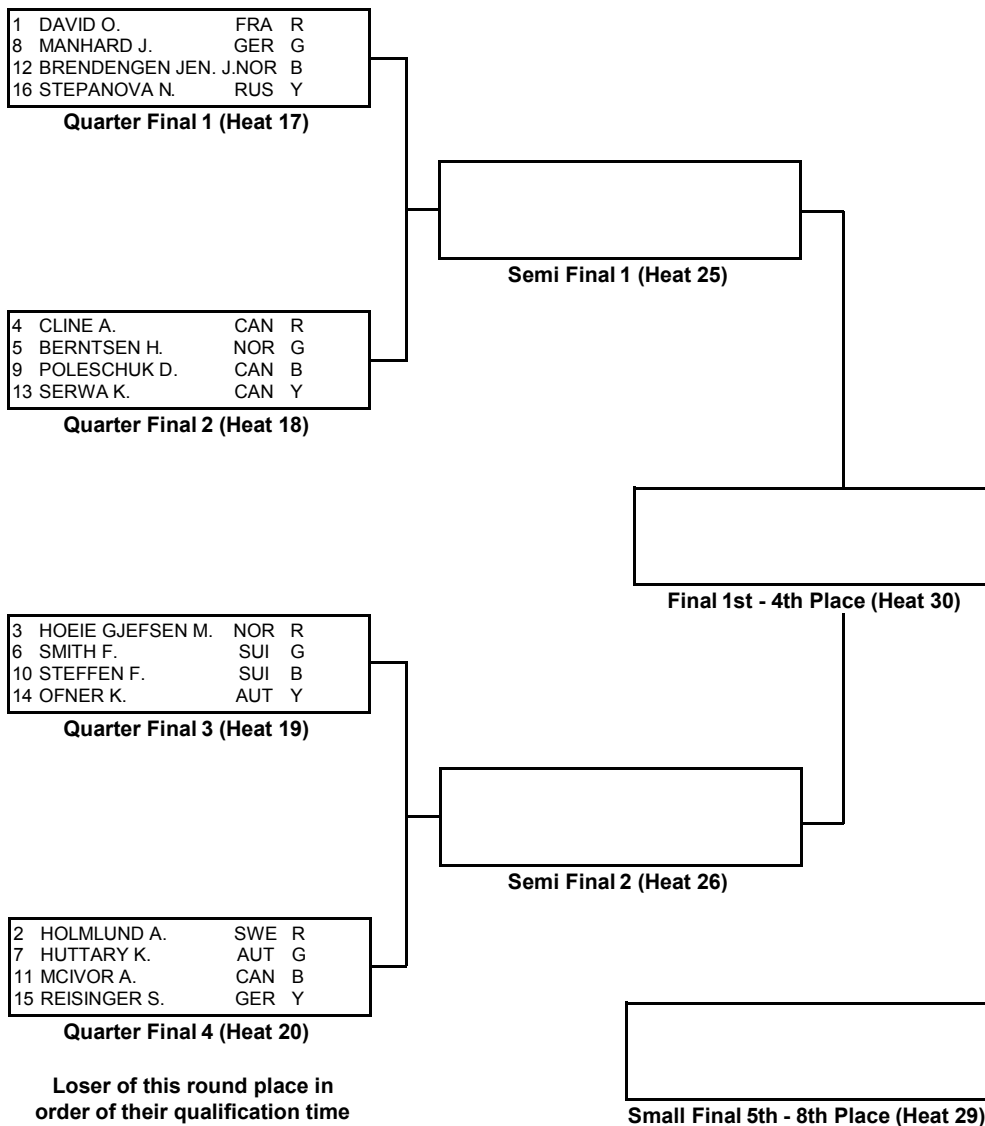 1 DAVID O. FRA R
8 MANHARD J. GER G
12 BRENDENGEN JEN. J.NOR B
16 STEPANOVA N. RUS Y
Quarter Final 1 (Heat 17)
Semi Final 1 (Heat 25)
4 CLINE A. CAN R
5 BERNTSEN H. NOR G
9 POLESCHUK D. CAN B
13 SERWA K. CAN Y
Quarter Final 2 (Heat 18)
Final 1st - 4th Place (Heat 30)
3 HOEIE GJEFSEN M. NOR R
6 SMITH F. SUI G
10 STEFFEN F. SUI B
14 OFNER K. AUT Y
Quarter Final 3 (Heat 19)
Semi Final 2 (Heat 26)
2 HOLMLUND A. SWE R
7 HUTTARY K. AUT G
11 MCIVOR A. CAN B
15 REISINGER S. GER Y
Quarter Final 4 (Heat 20)
Loser of this round place in
order of their qualification time
Small Final 5th - 8th Place (Heat 29)